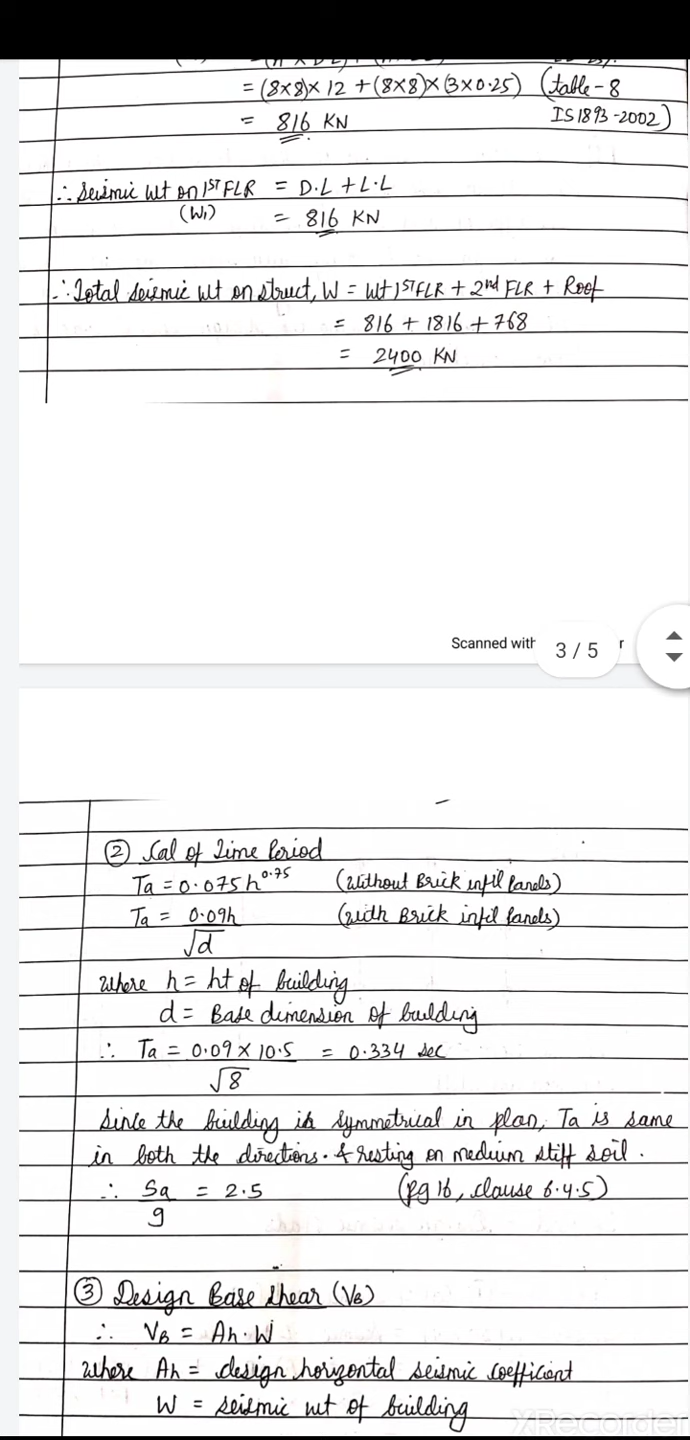 = (8×8)× 12 + (8×8)×(3×0.25) (table-8
= 816 KN IS1893-2002)
∴ Seismic wt on 1ST FLR = D.L + L.L
(W1) = 816 KN
∴ Total seismic wt on struct, W = wt 1ST FLR + 2nd FLR + Roof
= 816 + 1816 + 768
= 2400 KN
Scanned with
3 / 5
r
② Cal of Time Period
Ta = 0.075 h^0.75 (Without Brick infil Panels)
Ta = 0.09h (with Brick infil Panels)
√d
where h = ht of building
d = Base dimension of building
∴ Ta = 0.09 × 10.5 = 0.334 sec
√8
Since the building is symmetrical in plan, Ta is same
in both the directions. & resting on medium stiff soil.
∴ Sa = 2.5 (Pg 16, clause 6.4.5)
g
③ Design Base Shear (VB)
∴ VB = Ah . W
where Ah = design horizontal seismic coefficient
W = seismic wt of building
XRecorder